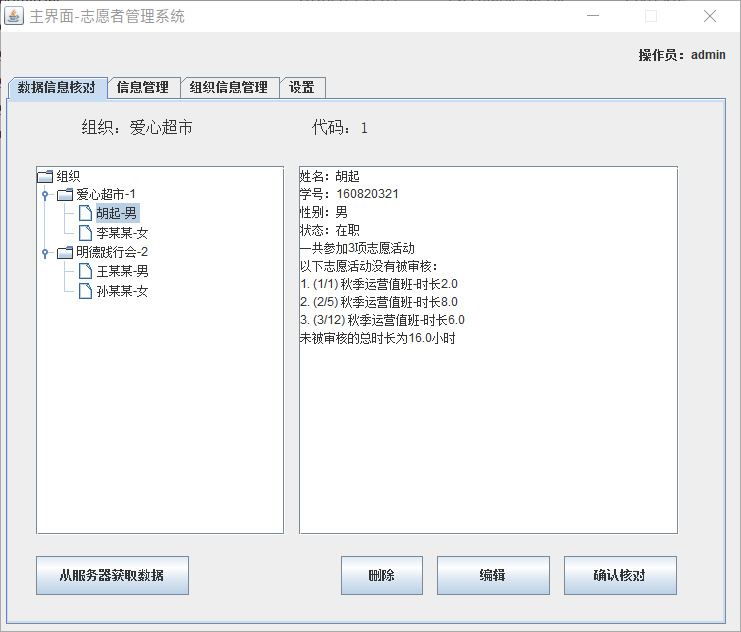 主界面-志愿者管理系统
操作员：admin
数据信息核对 信息管理 组织信息管理 设置
组织：爱心超市 代码：1
组织
爱心超市-1
胡起-男
李某某-女
明德践行会-2
王某某-男
孙某某-女
姓名：胡起
学号：160820321
性别：男
状态：在职
一共参加3项志愿活动
以下志愿活动没有被审核：
1. (1/1) 秋季运营值班-时长2.0
2. (2/5) 秋季运营值班-时长8.0
3. (3/12) 秋季运营值班-时长6.0
未被审核的总时长为16.0小时
从服务器获取数据 删除 编辑 确认核对